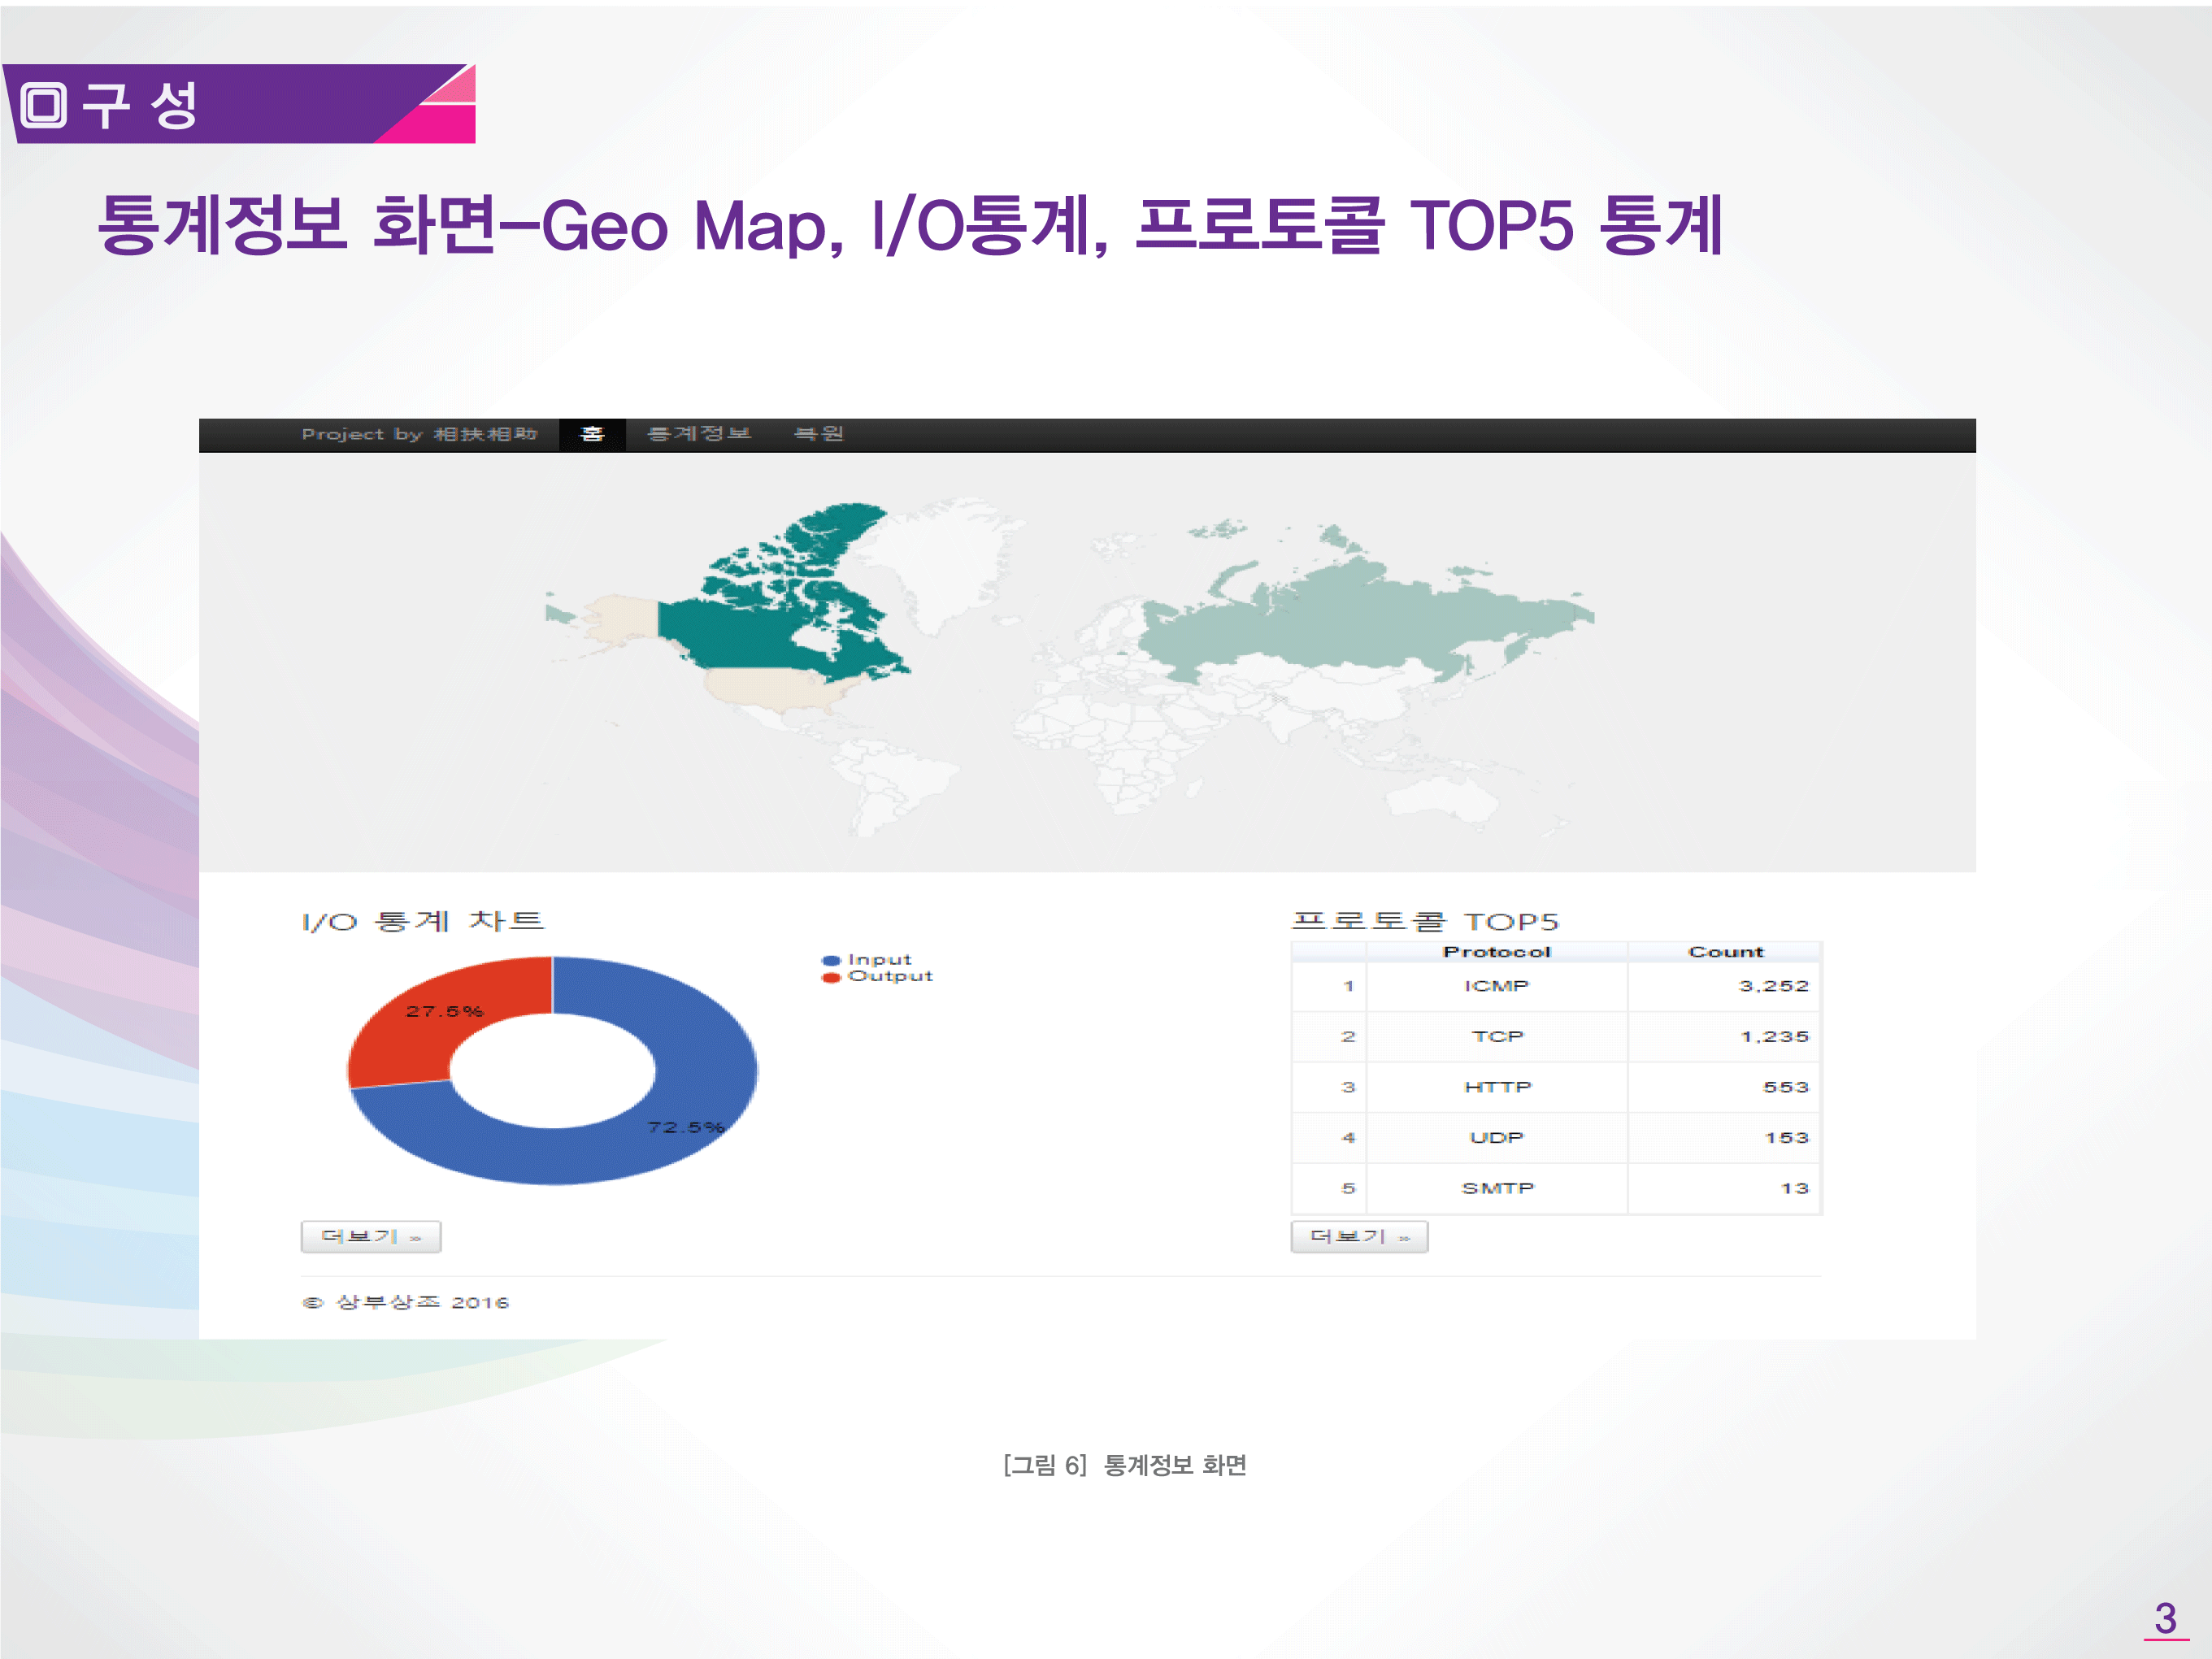 구 성
통계정보 화면-Geo Map, I/O통계, 프로토콜 TOP5 통계
Project by 相扶相助 홈 통계정보 복원
I/O 통계 차트
27.5%
72.5%
Input
Output
프로토콜 TOP5
Protocol Count
1 ICMP 3,252
2 TCP 1,235
3 HTTP 553
4 UDP 153
5 SMTP 13
더보기 »
더보기 »
© 상부상조 2016
[그림 6] 통계정보 화면
3